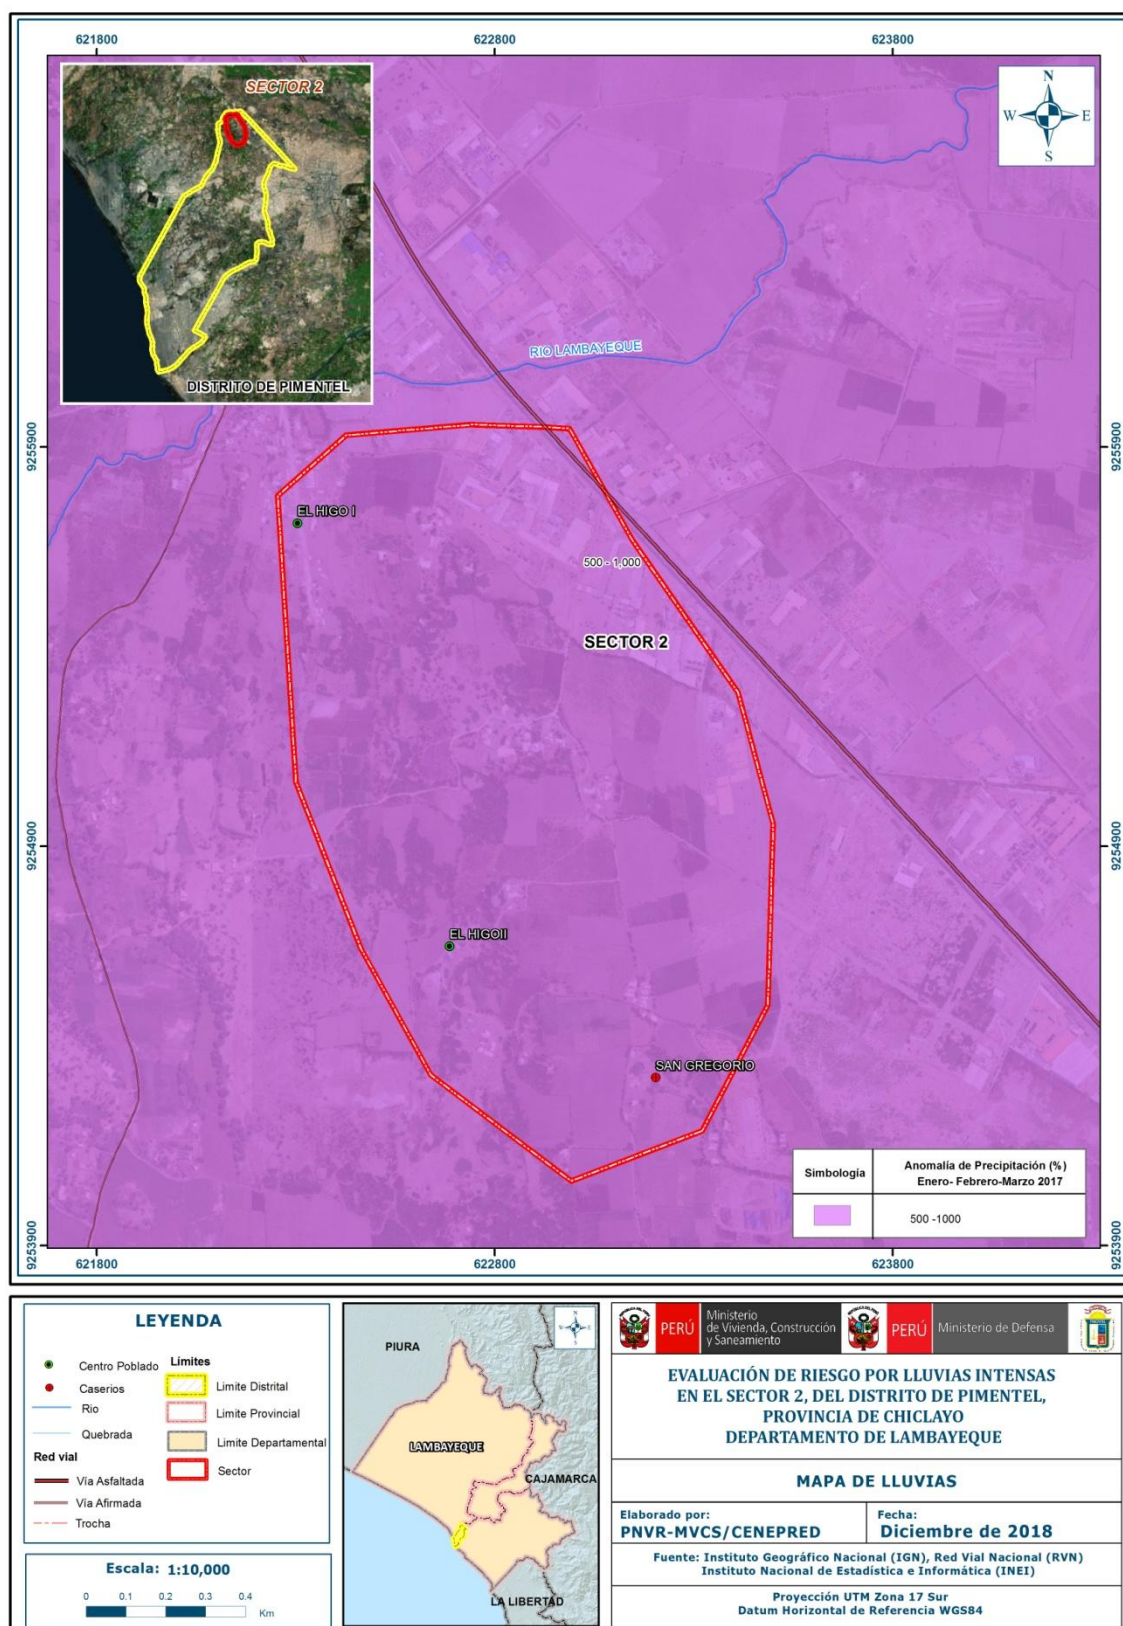 621800
622800
623800
SECTOR 2
DISTRITO DE PIMENTEL
N
W
E
S
RIO LAMBAYEQUE
9255900
9255900
EL HIGO I
500 - 1,000
SECTOR 2
9254900
9254900
EL HIGOII
SAN GREGORIO
Simbología
Anomalía de Precipitación (%)
Enero- Febrero-Marzo 2017
500 -1000
9253900
9253900
621800
622800
623800
LEYENDA
Centro Poblado
Caserios
Rio
Quebrada
Red vial
Vía Asfaltada
Vía Afirmada
Trocha
Límites
Limite Distrital
Limite Provincial
Limite Departamental
Sector
Escala: 1:10,000
0 0.1 0.2 0.3 0.4
Km
PIURA
LAMBAYEQUE
CAJAMARCA
LA LIBERTAD
PERÚ
Ministerio
de Vivienda, Construcción
y Saneamiento
PERÚ
Ministerio de Defensa
EVALUACIÓN DE RIESGO POR LLUVIAS INTENSAS
EN EL SECTOR 2, DEL DISTRITO DE PIMENTEL,
PROVINCIA DE CHICLAYO
DEPARTAMENTO DE LAMBAYEQUE
MAPA DE LLUVIAS
Elaborado por:
PNVR-MVCS/CENEPRED
Fecha:
Diciembre de 2018
Fuente: Instituto Geográfico Nacional (IGN), Red Vial Nacional (RVN)
Instituto Nacional de Estadística e Informática (INEI)
Proyección UTM Zona 17 Sur
Datum Horizontal de Referencia WGS84